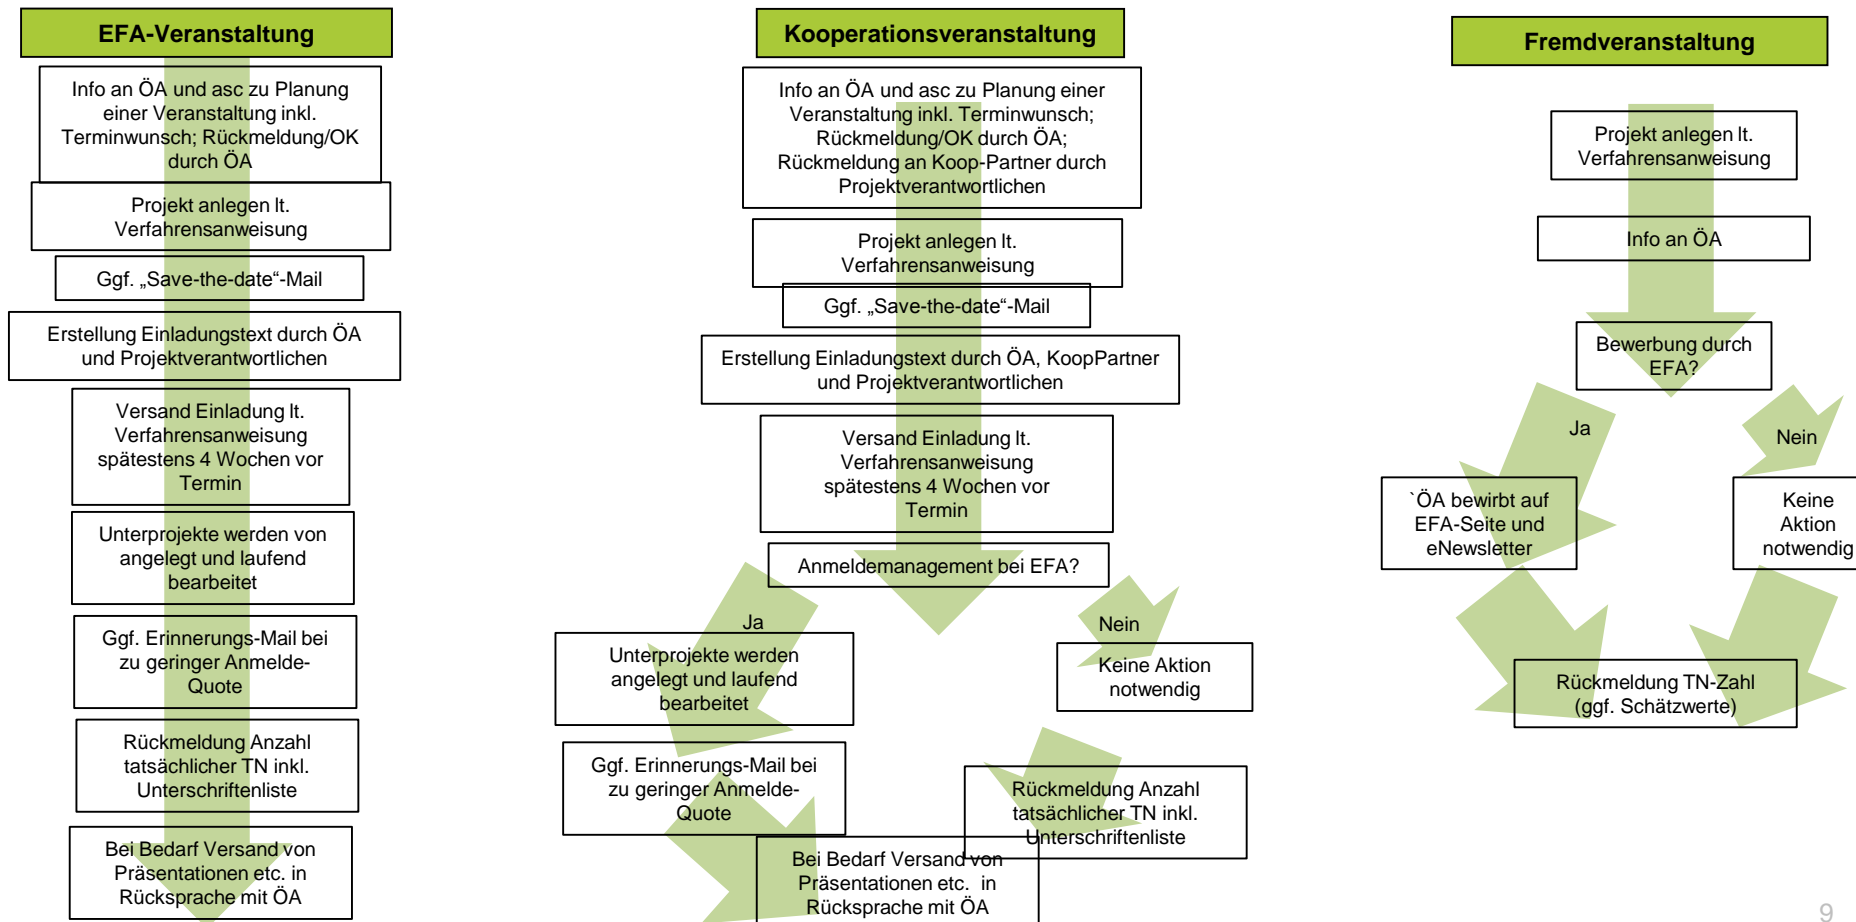 EFA-Veranstaltung
Info an ÖA und asc zu Planung
einer Veranstaltung inkl.
Terminwunsch; Rückmeldung/OK
durch ÖA
Projekt anlegen lt.
Verfahrensanweisung
Ggf. „Save-the-date“-Mail
Erstellung Einladungstext durch ÖA
und Projektverantwortlichen
Versand Einladung lt.
Verfahrensanweisung
spätestens 4 Wochen vor
Termin
Unterprojekte werden von
angelegt und laufend
bearbeitet
Ggf. Erinnerungs-Mail bei
zu geringer Anmelde-
Quote
Rückmeldung Anzahl
tatsächlicher TN inkl.
Unterschriftenliste
Bei Bedarf Versand von
Präsentationen etc. in
Rücksprache mit ÖA
Kooperationsveranstaltung
Info an ÖA und asc zu Planung einer
Veranstaltung inkl. Terminwunsch;
Rückmeldung/OK durch ÖA;
Rückmeldung an Koop-Partner durch
Projektverantwortlichen
Projekt anlegen lt.
Verfahrensanweisung
Ggf. „Save-the-date“-Mail
Erstellung Einladungstext durch ÖA, KoopPartner
und Projektverantwortlichen
Versand Einladung lt.
Verfahrensanweisung
spätestens 4 Wochen vor
Termin
Anmeldemanagement bei EFA?
Ja
Unterprojekte werden
angelegt und laufend
bearbeitet
Ggf. Erinnerungs-Mail bei
zu geringer Anmelde-
Quote
Nein
Keine Aktion
notwendig
Rückmeldung Anzahl
tatsächlicher TN inkl.
Unterschriftenliste
Bei Bedarf Versand von
Präsentationen etc. in
Rücksprache mit ÖA
Fremdveranstaltung
Projekt anlegen lt.
Verfahrensanweisung
Info an ÖA
Bewerbung durch
EFA?
Ja
`ÖA bewirbt auf
EFA-Seite und
eNewsletter
Nein
Keine
Aktion
notwendig
Rückmeldung TN-Zahl
(ggf. Schätzwerte)
9